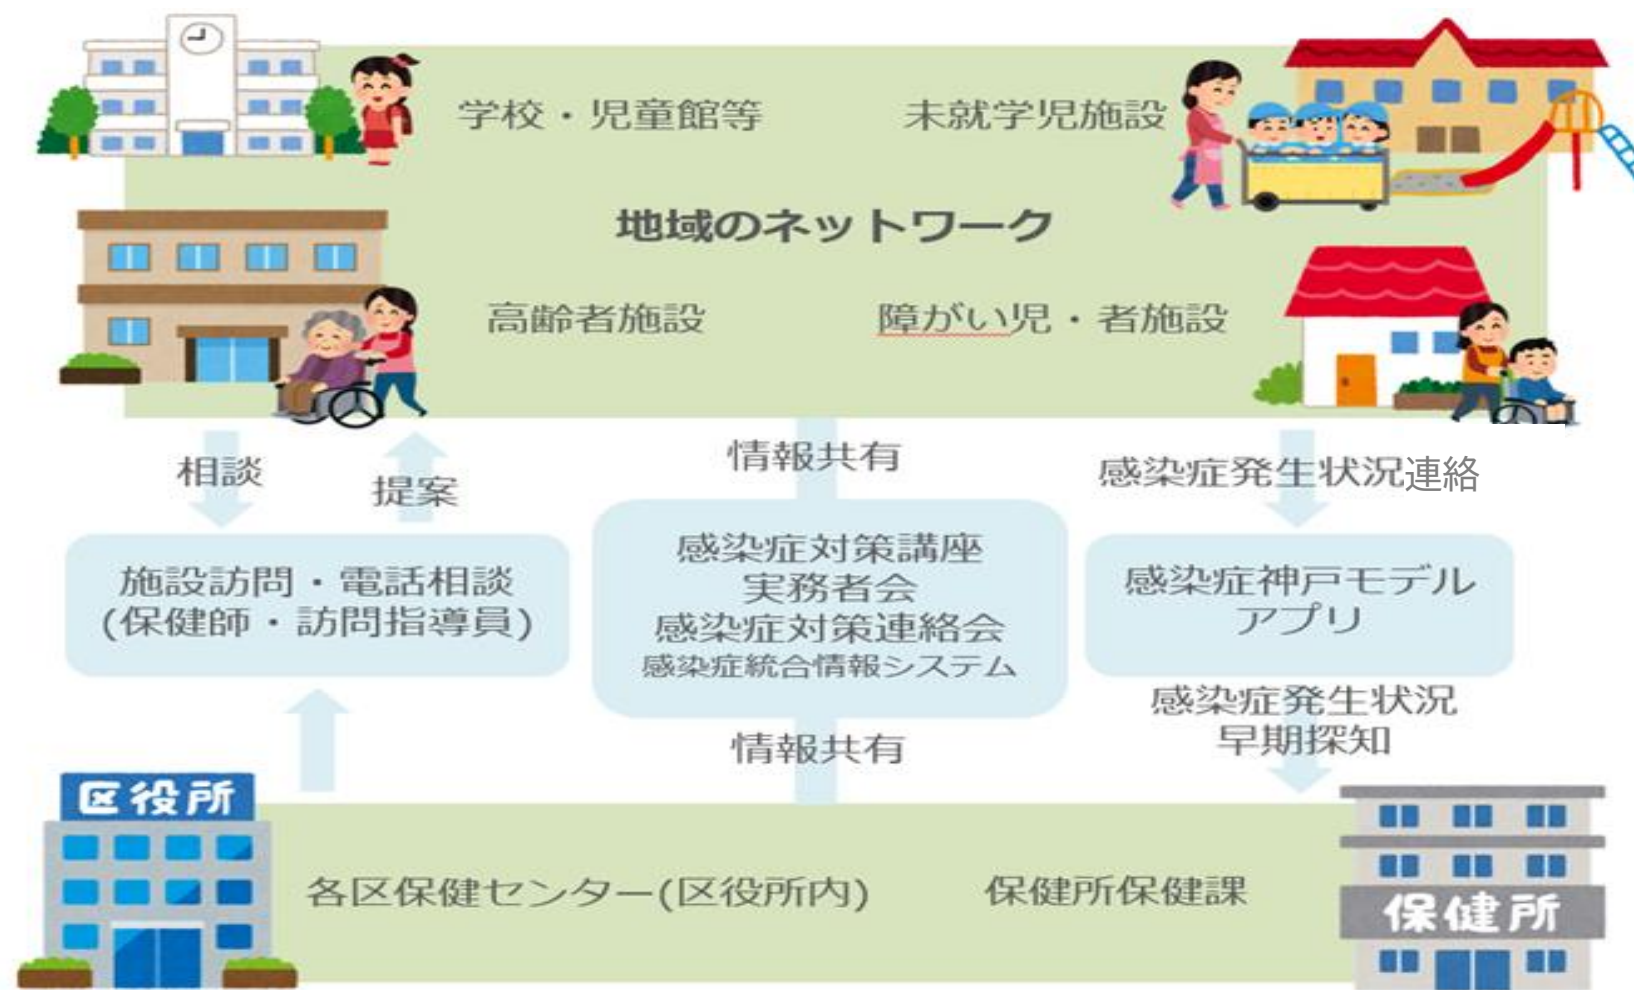 学校・児童館等
未就学児施設
地域のネットワーク
高齢者施設
障がい児・者施設
相談
提案
情報共有
感染症発生状況連絡
施設訪問・電話相談
(保健師・訪問指導員)
感染症対策講座
実務者会
感染症対策連絡会
感染症統合情報システム
感染症神戸モデル
アプリ
情報共有
感染症発生状況
早期探知
区役所
各区保健センター(区役所内)
保健所保健課
保健所